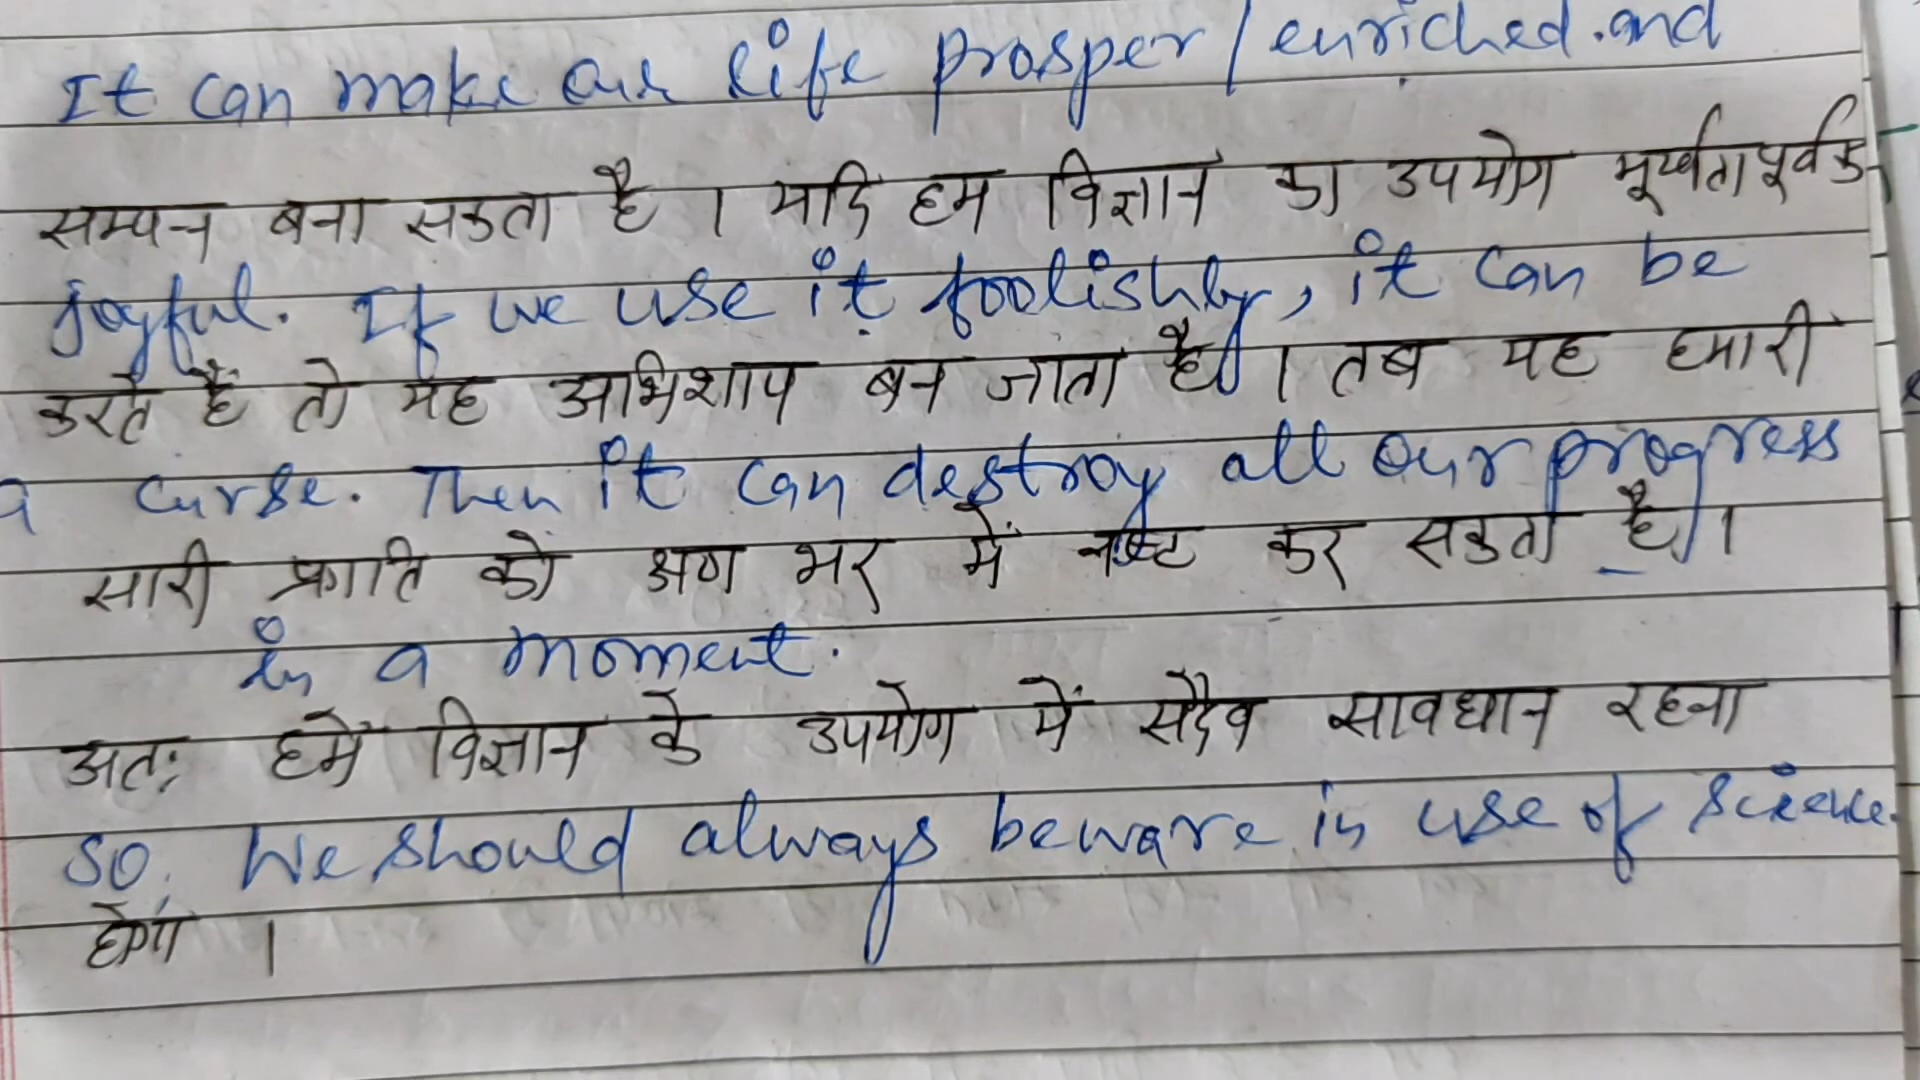 It can make our life prosper/enriched.and
सम्पन्न बना सकता है । यदि हम विज्ञान का उपयोग मूर्खतापूर्वक
joyful. If we use it foolishly, it can be
करते हैं तो यह अभिशाप बन जाता है । तब यह हमारी
a curse. Then it can destroy all our progress
सारी प्रगति को क्षण भर में नष्ट कर सकता है ।
in a moment.
अतः हमें विज्ञान के उपयोग में सदैव सावधान रहना
So, We should always beware in use of science.
होगा ।